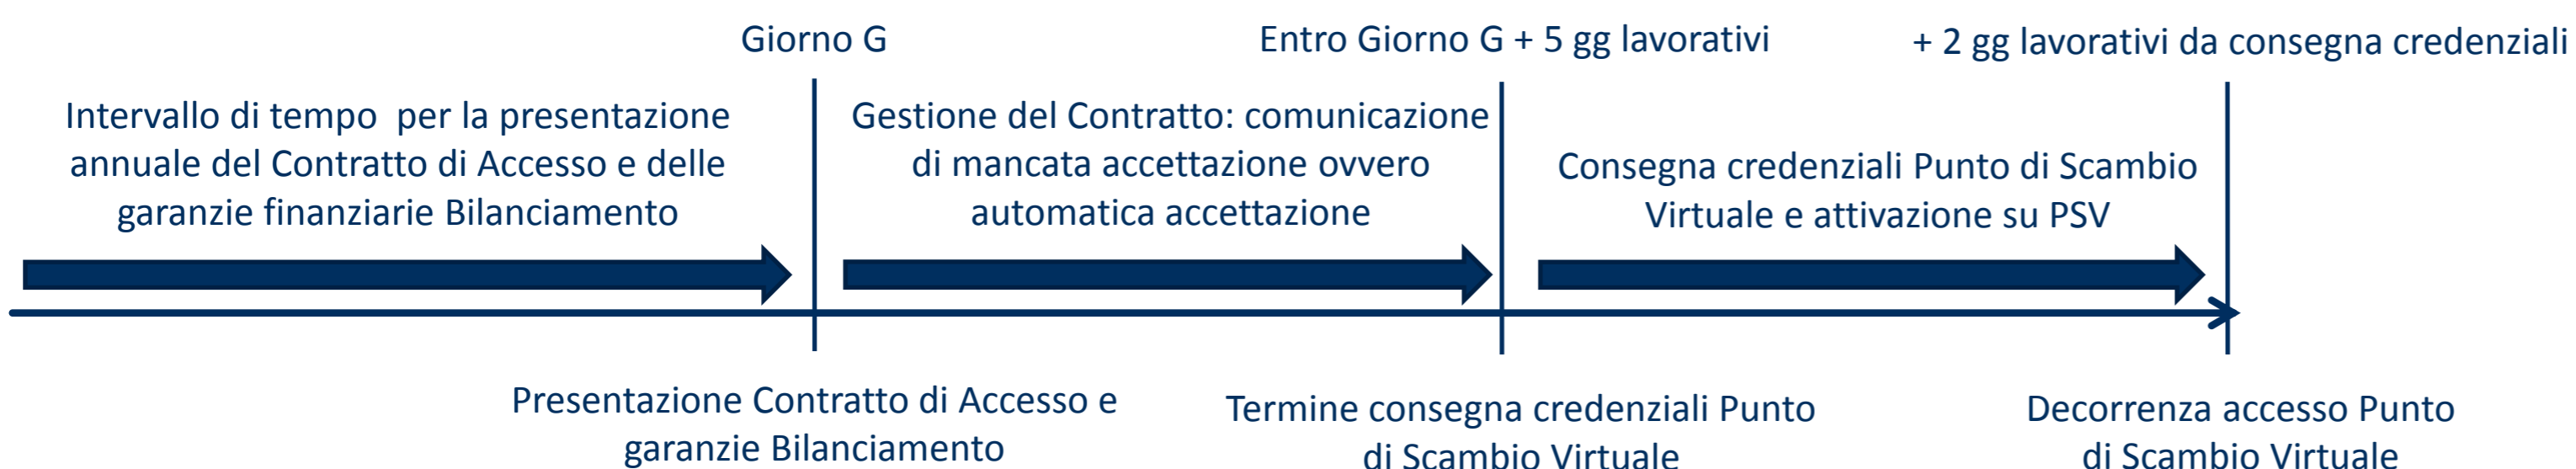 Giorno G
Entro Giorno G + 5 gg lavorativi
+ 2 gg lavorativi da consegna credenziali
Intervallo di tempo per la presentazione
annuale del Contratto di Accesso e delle
garanzie finanziarie Bilanciamento
Gestione del Contratto: comunicazione
di mancata accettazione ovvero
automatica accettazione
Consegna credenziali Punto di Scambio
Virtuale e attivazione su PSV
Presentazione Contratto di Accesso e
garanzie Bilanciamento
Termine consegna credenziali Punto
di Scambio Virtuale
Decorrenza accesso Punto
di Scambio Virtuale